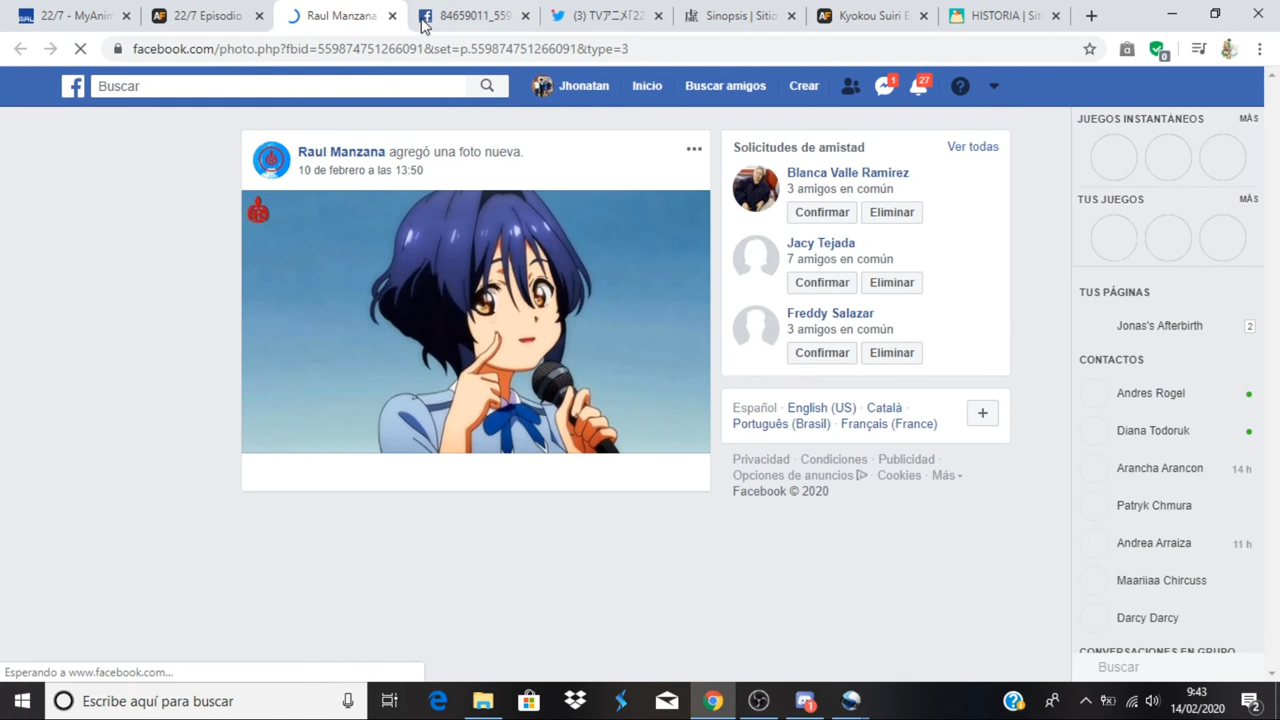 22/7 - MyAnim
22/7 Episodio
Raul Manzana
84659011_559
(3) TVアニメ「22
Sinopsis | Sitio
Kyokou Suiri E
HISTORIA | Sit
facebook.com/photo.php?fbid=559874751266091&set=p.559874751266091&type=3
Buscar
Jhonatan
Inicio
Buscar amigos
Crear
1
27
Raul Manzana agregó una foto nueva.
10 de febrero a las 13:50
Solicitudes de amistad
Ver todas
Blanca Valle Ramirez
3 amigos en común
Confirmar
Eliminar
Jacy Tejada
7 amigos en común
Confirmar
Eliminar
Freddy Salazar
3 amigos en común
Confirmar
Eliminar
Español · English (US) · Català ·
Português (Brasil) · Français (France)
Privacidad · Condiciones · Publicidad ·
Opciones de anuncios · Cookies · Más
Facebook © 2020
JUEGOS INSTANTÁNEOS
MÁS
TUS JUEGOS
MÁS
TUS PÁGINAS
Jonas's Afterbirth
2
CONTACTOS
Andres Rogel
Diana Todoruk
Arancha Arancon
14 h
Patryk Chmura
Andrea Arraiza
11 h
Maariiaa Chircuss
Darcy Darcy
CONVERSACIONES EN GRUPO
Buscar
Esperando a www.facebook.com...
Escribe aquí para buscar
9:43
14/02/2020
2